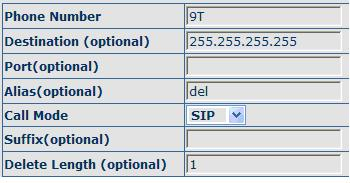 Phone Number 9T
Destination (optional) 255.255.255.255
Port(optional)
Alias(optional) del
Call Mode SIP
Suffix(optional)
Delete Length (optional) 1